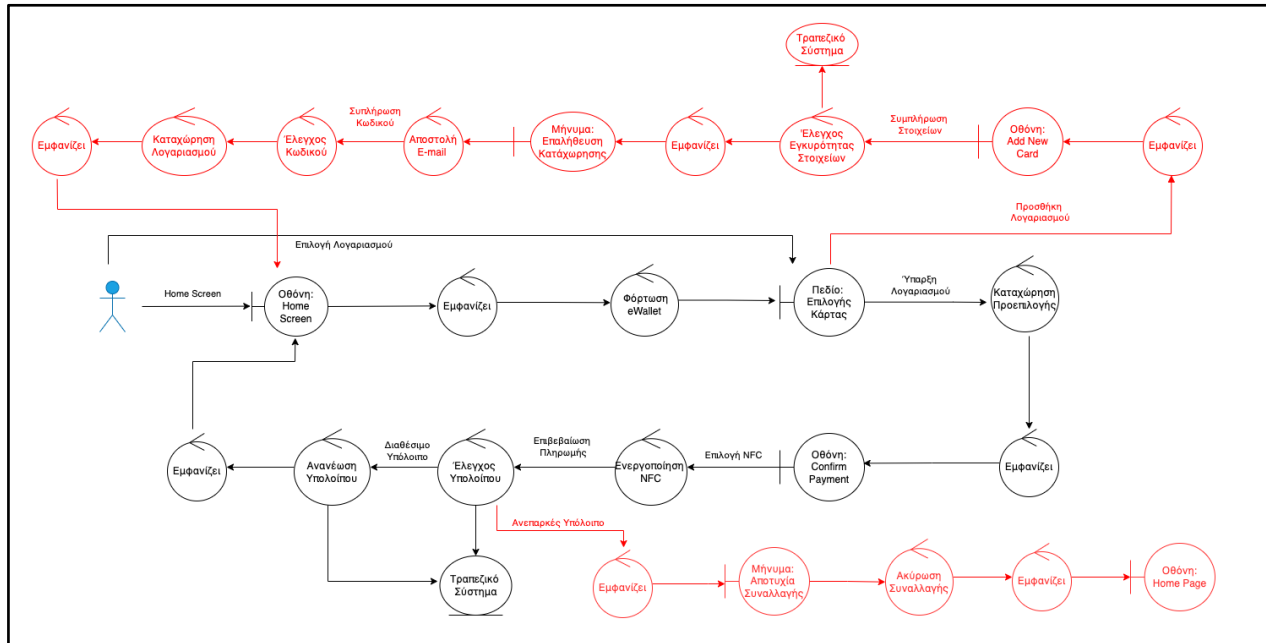 Τραπεζικό
Σύστημα
Συπλήρωση
Κωδικού
Συμπλήρωση
Στοιχείων
Εμφανίζει
Καταχώρηση
Λογαριασμού
Έλεγχος
Κωδικού
Αποστολή
E-mail
Μήνυμα:
Επαλήθευση
Κατάχωρησης
Εμφανίζει
Έλεγχος
Εγκυρότητας
Στοιχείων
Οθόνη:
Add New
Card
Εμφανίζει
Προσθήκη
Λογαριασμού
Επιλογή Λογαριασμού
Home Screen
Οθόνη:
Home
Screen
Εμφανίζει
Φόρτωση
eWallet
Πεδίο:
Επιλογής
Κάρτας
Ύπαρξη
Λογαριασμού
Καταχώρηση
Προεπιλογής
Εμφανίζει
Ανανέωση
Υπολοίπου
Διαθέσιμο
Υπόλοιπο
Έλεγχος
Υπολοίπου
Επιβεβαίωση
Πληρωμής
Ενεργοποίηση
NFC
Επιλογή NFC
Οθόνη:
Confirm
Payment
Εμφανίζει
Ανεπαρκές Υπόλοιπο
Τραπεζικό
Σύστημα
Εμφανίζει
Μήνυμα:
Αποτυχία
Συναλλαγής
Ακύρωση
Συναλλαγής
Εμφανίζει
Οθόνη:
Home Page